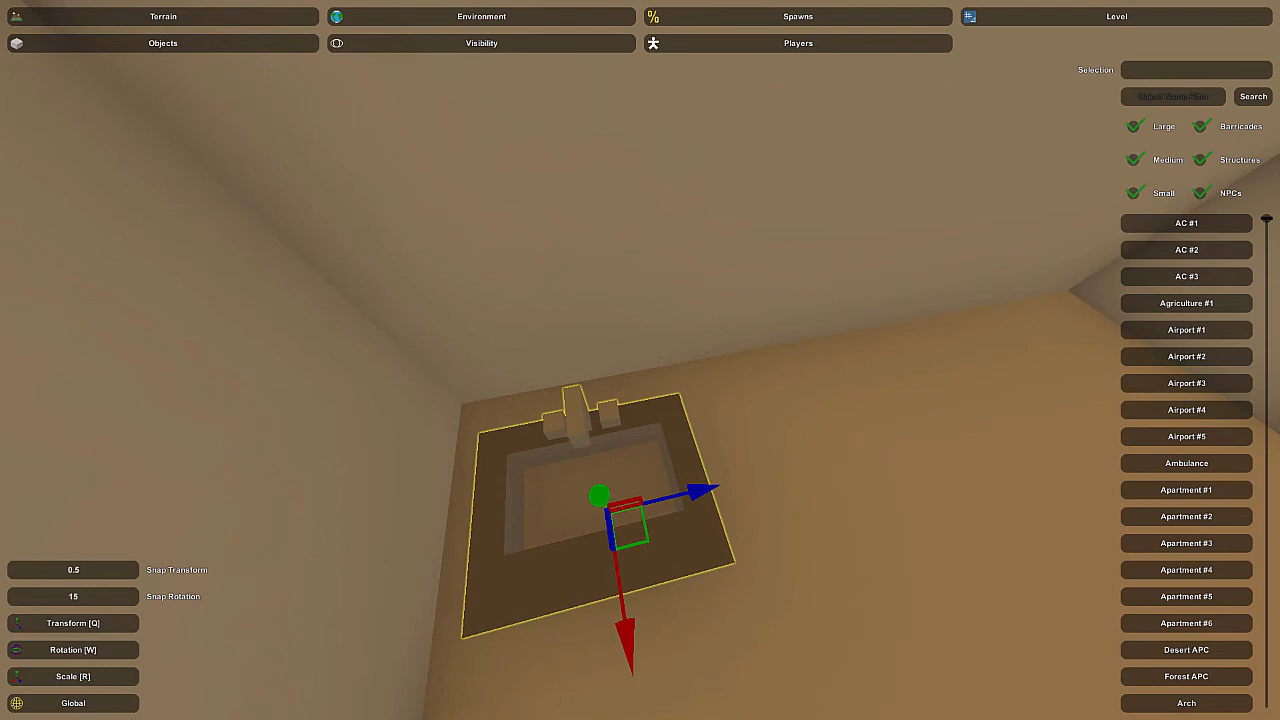 Terrain
Environment
Spawns
Level
Objects
Visibility
Players
Selection
Object Name Filter
Search
Large
Barricades
Medium
Structures
Small
NPCs
AC #1
AC #2
AC #3
Agriculture #1
Airport #1
Airport #2
Airport #3
Airport #4
Airport #5
Ambulance
Apartment #1
Apartment #2
Apartment #3
Apartment #4
Apartment #5
Apartment #6
Desert APC
Forest APC
Arch
0.5
Snap Transform
15
Snap Rotation
Transform [Q]
Rotation [W]
Scale [R]
Global